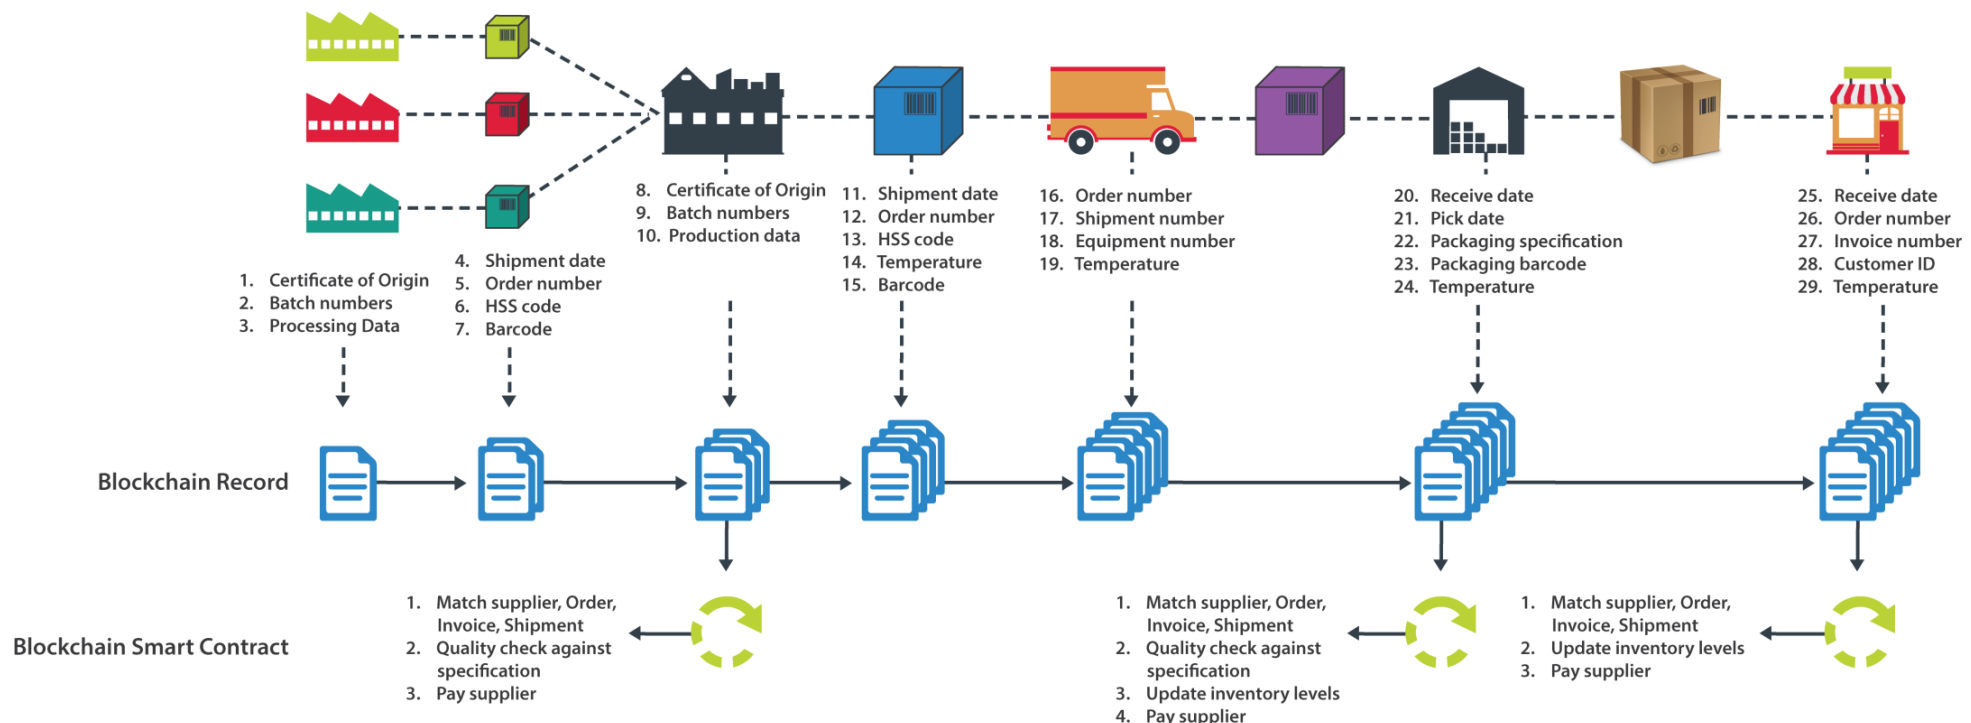 1. Certificate of Origin
2. Batch numbers
3. Processing Data
4. Shipment date
5. Order number
6. HSS code
7. Barcode
8. Certificate of Origin
9. Batch numbers
10. Production data
11. Shipment date
12. Order number
13. HSS code
14. Temperature
15. Barcode
16. Order number
17. Shipment number
18. Equipment number
19. Temperature
20. Receive date
21. Pick date
22. Packaging specification
23. Packaging barcode
24. Temperature
25. Receive date
26. Order number
27. Invoice number
28. Customer ID
29. Temperature
Blockchain Record
Blockchain Smart Contract
1. Match supplier, Order,
Invoice, Shipment
2. Quality check against
specification
3. Pay supplier
1. Match supplier, Order,
Invoice, Shipment
2. Quality check against
specification
3. Update inventory levels
4. Pay supplier
1. Match supplier, Order,
Invoice, Shipment
2. Update inventory levels
3. Pay supplier